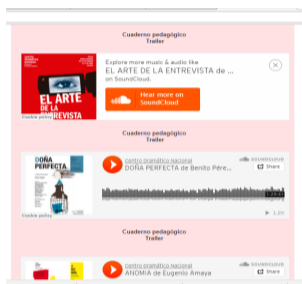 Cuaderno pedagógico
Trailer
Explore more music & audio like
EL ARTE DE LA ENTREVISTA de ...
on SoundCloud.
Hear more on
SoundCloud
EL ARTE
DE LA
REVISTA
Cookie policy
Cuaderno pedagógico
Trailer
DOÑA
PERFECTA
centro dramático nacional
DOÑA PERFECTA de Benito Pére...
SOUNDCLOUD
Share
Cookie policy
Cuaderno pedagógico
Trailer
centro dramático nacional
ANOMIA de Eugenio Amaya
SOUNDCLOUD
Share